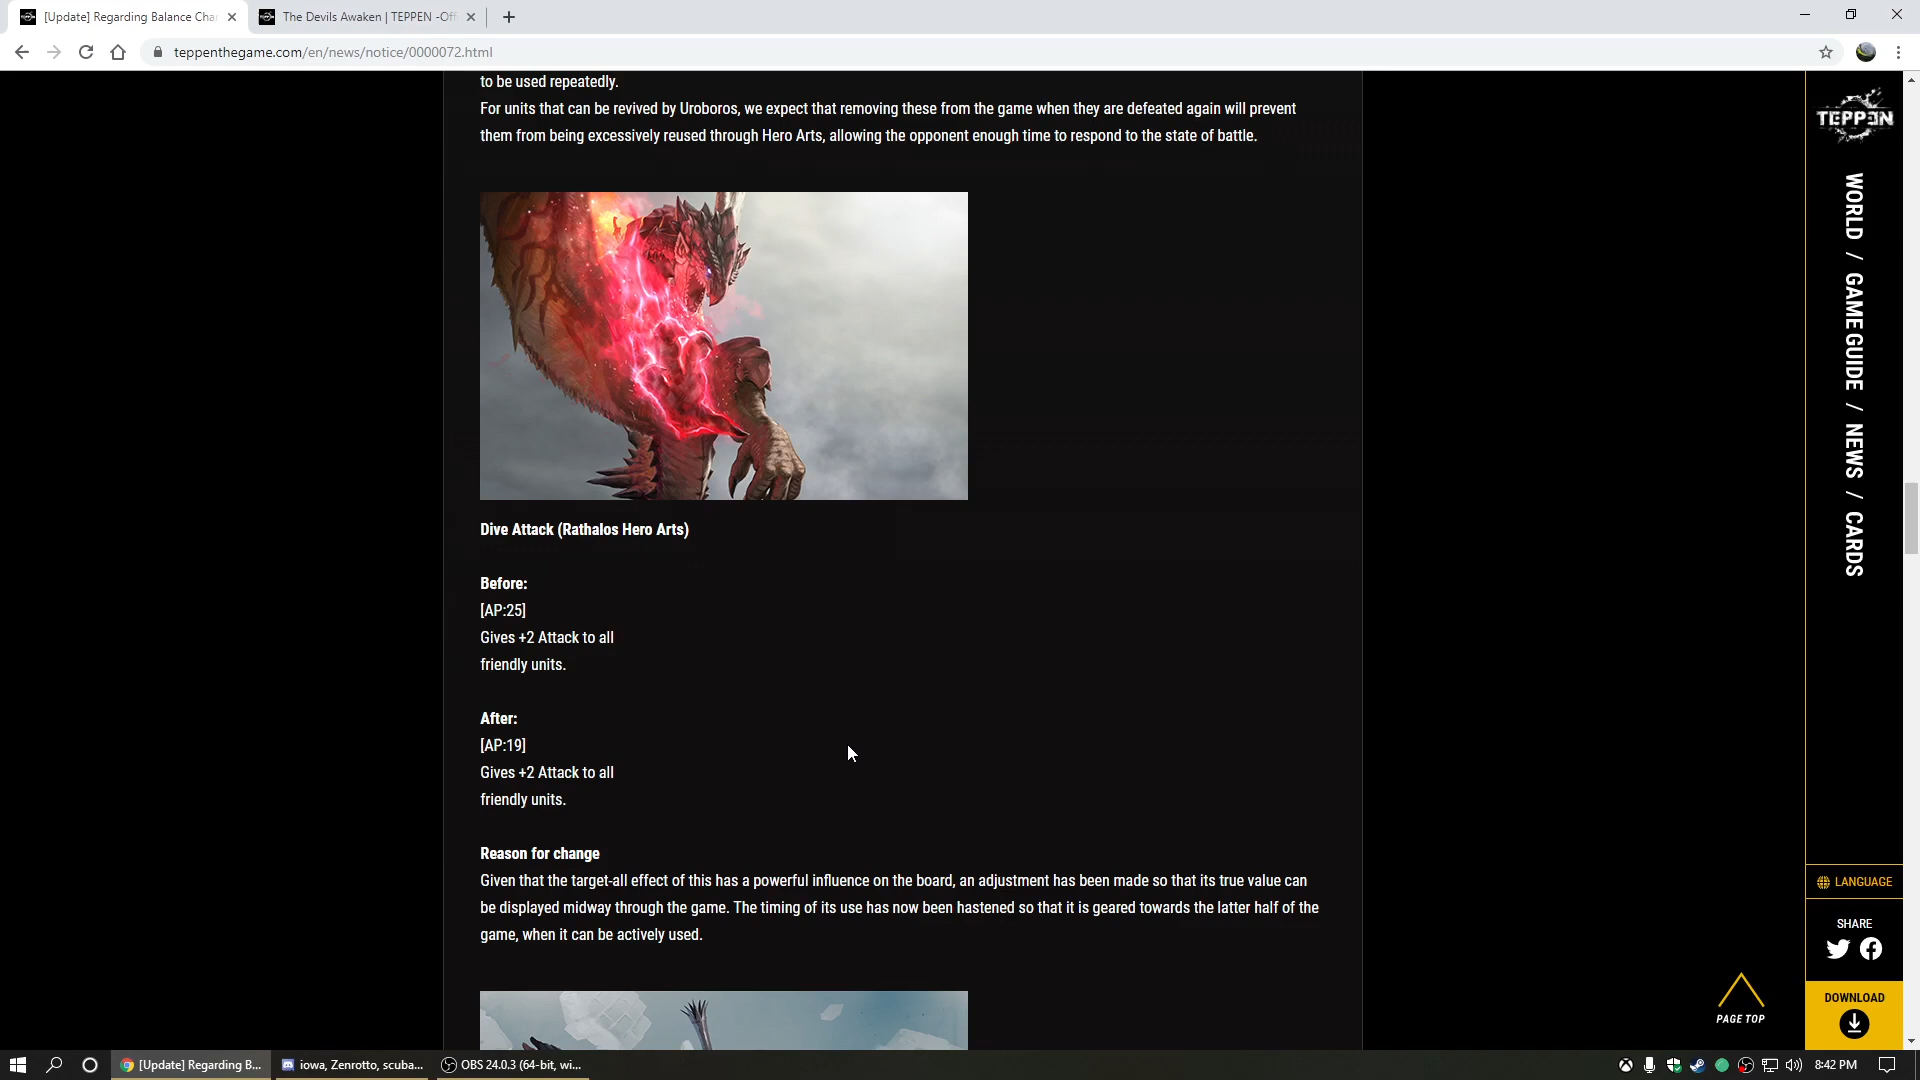 [Update] Regarding Balance Cha
The Devils Awaken | TEPPEN -Off
teppenthegame.com/en/news/notice/0000072.html
to be used repeatedly.
For units that can be revived by Uroboros, we expect that removing these from the game when they are defeated again will prevent
them from being excessively reused through Hero Arts, allowing the opponent enough time to respond to the state of battle.
Dive Attack (Rathalos Hero Arts)
Before:
[AP:25]
Gives +2 Attack to all
friendly units.
After:
[AP:19]
Gives +2 Attack to all
friendly units.
Reason for change
Given that the target-all effect of this has a powerful influence on the board, an adjustment has been made so that its true value can
be displayed midway through the game. The timing of its use has now been hastened so that it is geared towards the latter half of the
game, when it can be actively used.
TEPPEN
WORLD / GAMEGUIDE / NEWS / CARDS
LANGUAGE
SHARE
DOWNLOAD
PAGE TOP
[Update] Regarding B...
iowa, Zenrotto, scuba...
OBS 24.0.3 (64-bit, wi...
8:42 PM